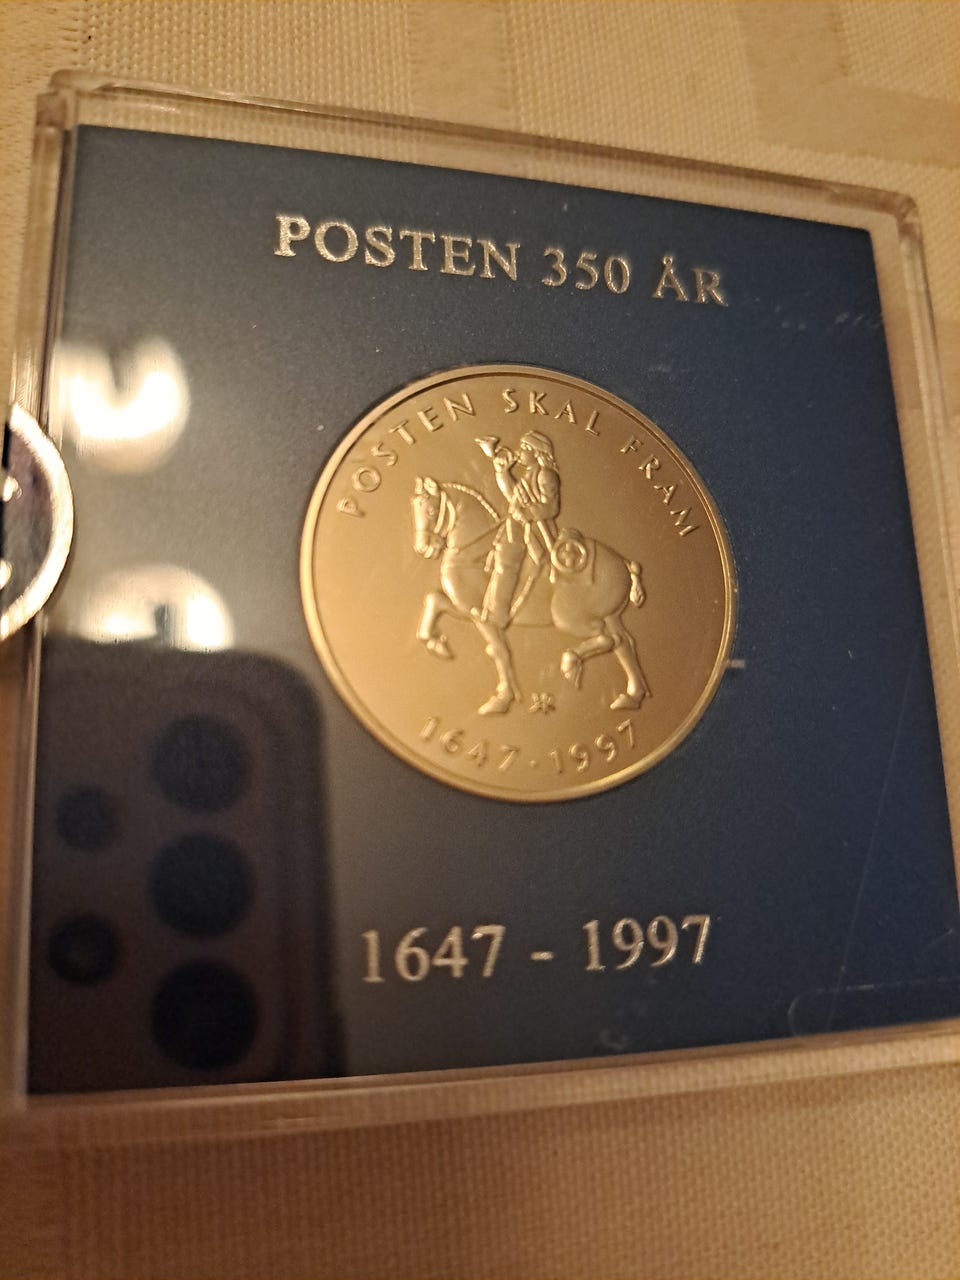 POSTEN 350 ÅR
POSTEN SKAL FRAM
1647 · 1997
1647 - 1997